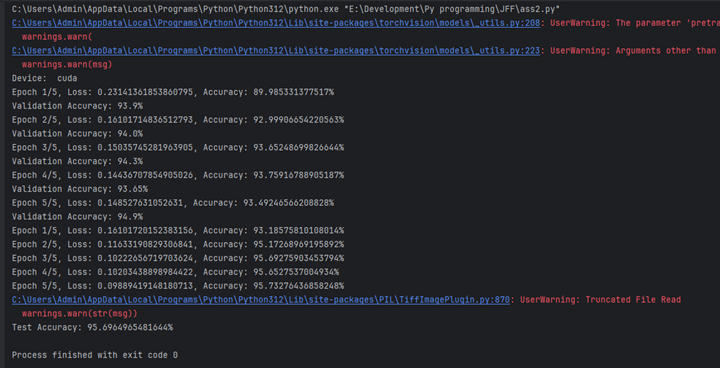 C:\Users\Admin\AppData\Local\Programs\Python\Python312\python.exe "E:\Development\Py programming\JFF\ass2.py"
C:\Users\Admin\AppData\Local\Programs\Python\Python312\Lib\site-packages\torchvision\models\_utils.py:208: UserWarning: The parameter 'pretra
warnings.warn(
C:\Users\Admin\AppData\Local\Programs\Python\Python312\Lib\site-packages\torchvision\models\_utils.py:223: UserWarning: Arguments other than
warnings.warn(msg)
Device:  cuda
Epoch 1/5, Loss: 0.23141361853860795, Accuracy: 89.985331377517%
Validation Accuracy: 93.9%
Epoch 2/5, Loss: 0.16101714836512793, Accuracy: 92.99906654220563%
Validation Accuracy: 94.0%
Epoch 3/5, Loss: 0.15035745281963905, Accuracy: 93.65248699826644%
Validation Accuracy: 94.3%
Epoch 4/5, Loss: 0.14436707854905026, Accuracy: 93.75916788905187%
Validation Accuracy: 93.65%
Epoch 5/5, Loss: 0.148527631052631, Accuracy: 93.49246566208828%
Validation Accuracy: 94.9%
Epoch 1/5, Loss: 0.16101720152383156, Accuracy: 93.18575810108014%
Epoch 2/5, Loss: 0.11633190829306841, Accuracy: 95.17268969195892%
Epoch 3/5, Loss: 0.10222656719703624, Accuracy: 95.69275903453794%
Epoch 4/5, Loss: 0.10203438898984422, Accuracy: 95.6527537004934%
Epoch 5/5, Loss: 0.09889419148180713, Accuracy: 95.73276436858248%
C:\Users\Admin\AppData\Local\Programs\Python\Python312\Lib\site-packages\PIL\TiffImagePlugin.py:870: UserWarning: Truncated File Read
warnings.warn(str(msg))
Test Accuracy: 95.6964965481644%
Process finished with exit code 0